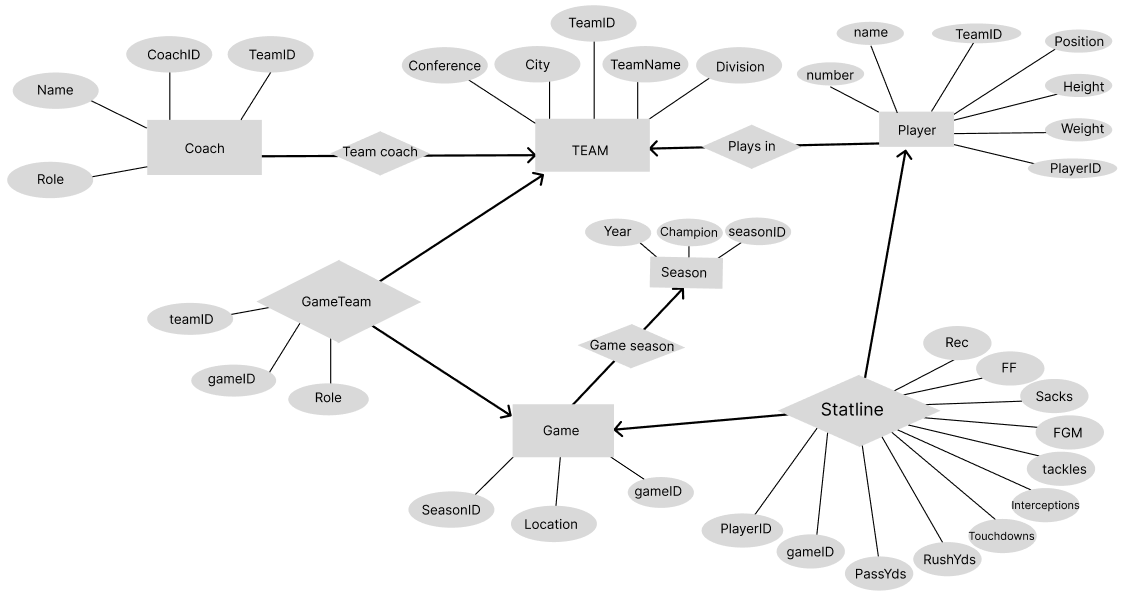 TeamID
name
TeamID
Position
CoachID
TeamID
Conference
City
TeamName
Division
number
Name
Height
Coach
Team coach
TEAM
Plays in
Player
Weight
Role
PlayerID
Year
Champion
seasonID
Season
GameTeam
teamID
Game season
Rec
FF
gameID
Role
Sacks
Statline
FGM
Game
tackles
SeasonID
Location
gameID
Interceptions
PlayerID
gameID
Touchdowns
PassYds
RushYds